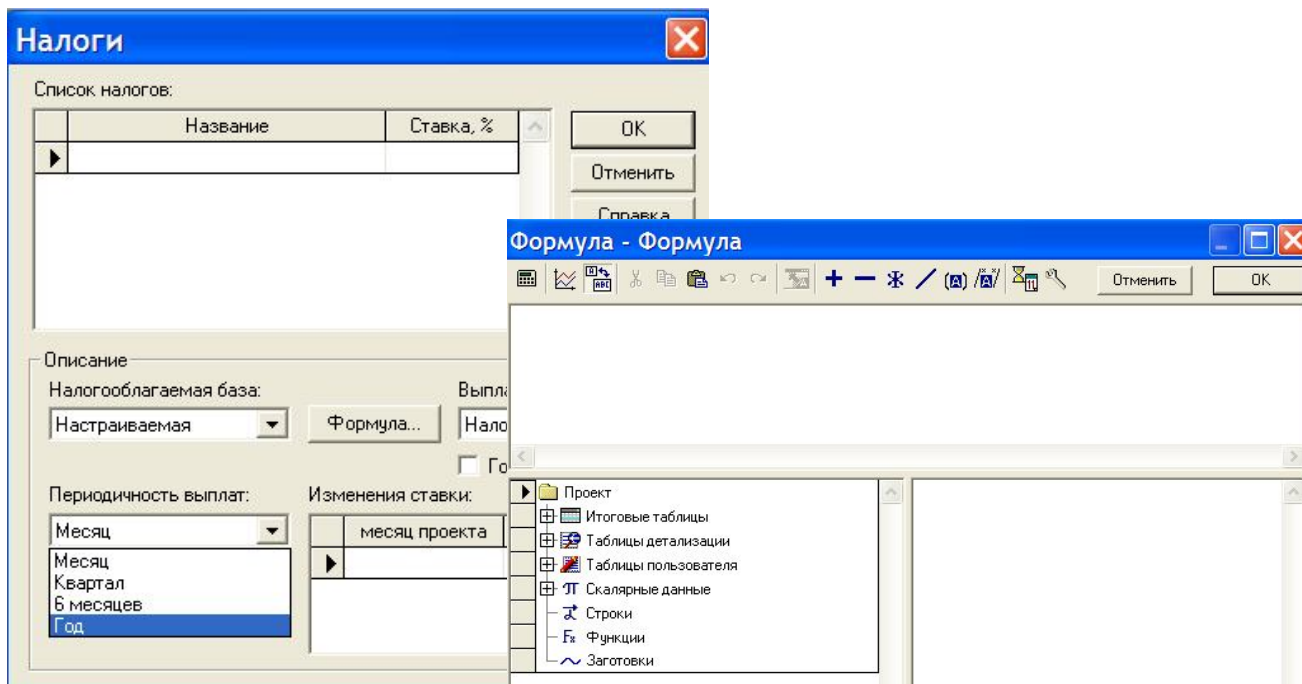 Налоги
Список налогов:
Название Ставка, %
OK
Отменить
Справка
Описание
Налогооблагаемая база:
Настраиваемая
Формула...
Периодичность выплат:
Месяц
Месяц
Квартал
6 месяцев
Год
Изменения ставки:
месяц проекта
Формула - Формула
Отменить OK
Проект
Итоговые таблицы
Таблицы детализации
Таблицы пользователя
Скалярные данные
Строки
Функции
Заготовки